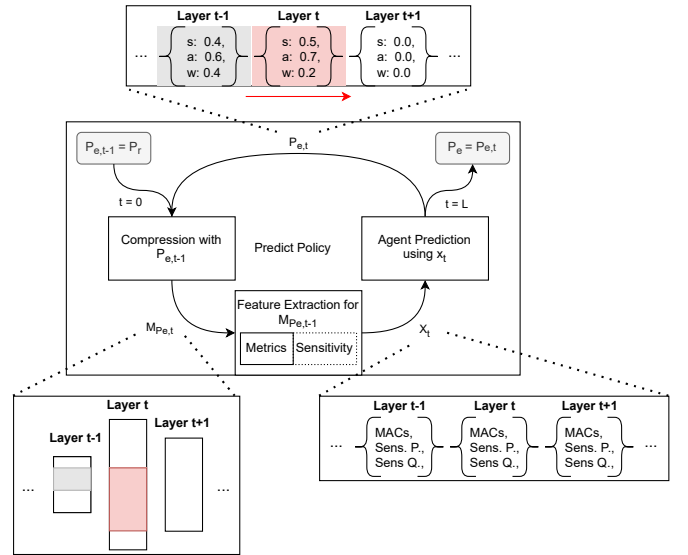 Layer t-1 Layer t Layer t+1
... s: 0.4, s: 0.5, s: 0.0, ...
a: 0.6, a: 0.7, a: 0.0,
w: 0.4 w: 0.2 w: 0.0
P_e,t-1 = P_r
P_e,t
P_e = P_e,t
t = 0
t = L
Compression with
P_e,t-1
Predict Policy
Agent Prediction
using x_t
Feature Extraction for
M_Pe,t-1
Metrics Sensitivity
M_Pe,t
X_t
Layer t-1
Layer t
Layer t+1
... ...
Layer t-1 Layer t Layer t+1
... MACs, MACs, MACs, ...
Sens. P., Sens. P., Sens. P.,
Sens Q., Sens Q., Sens Q.,